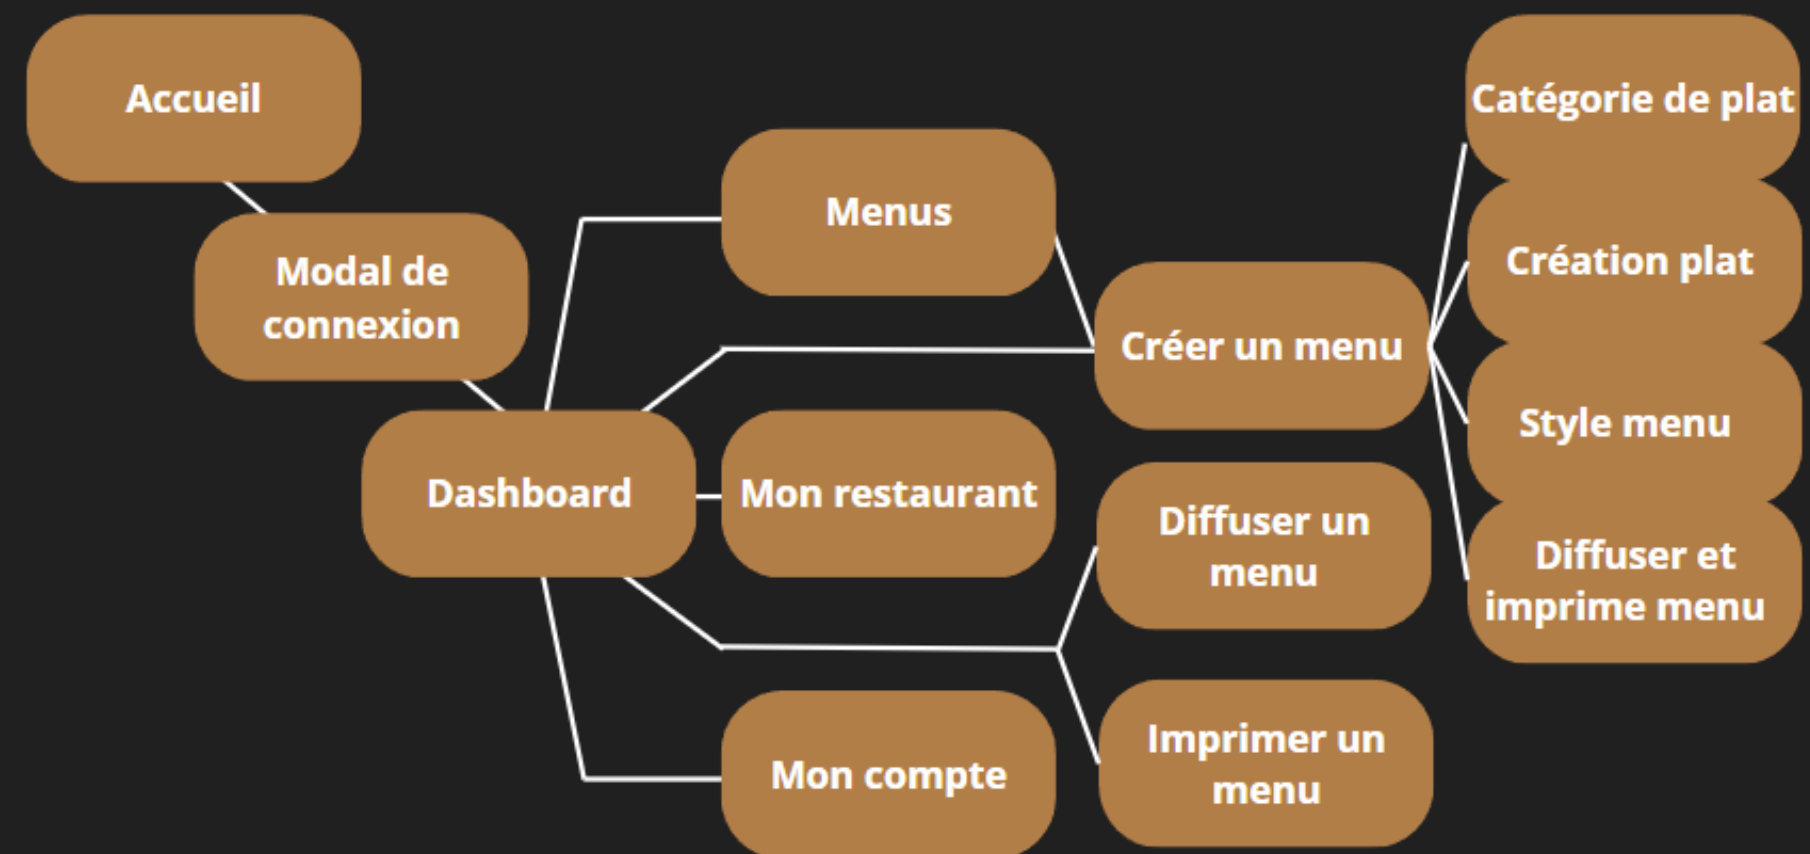 Accueil
Modal de
connexion
Dashboard
Menus
Mon restaurant
Mon compte
Créer un menu
Diffuser un
menu
Imprimer un
menu
Catégorie de plat
Création plat
Style menu
Diffuser et
imprime menu